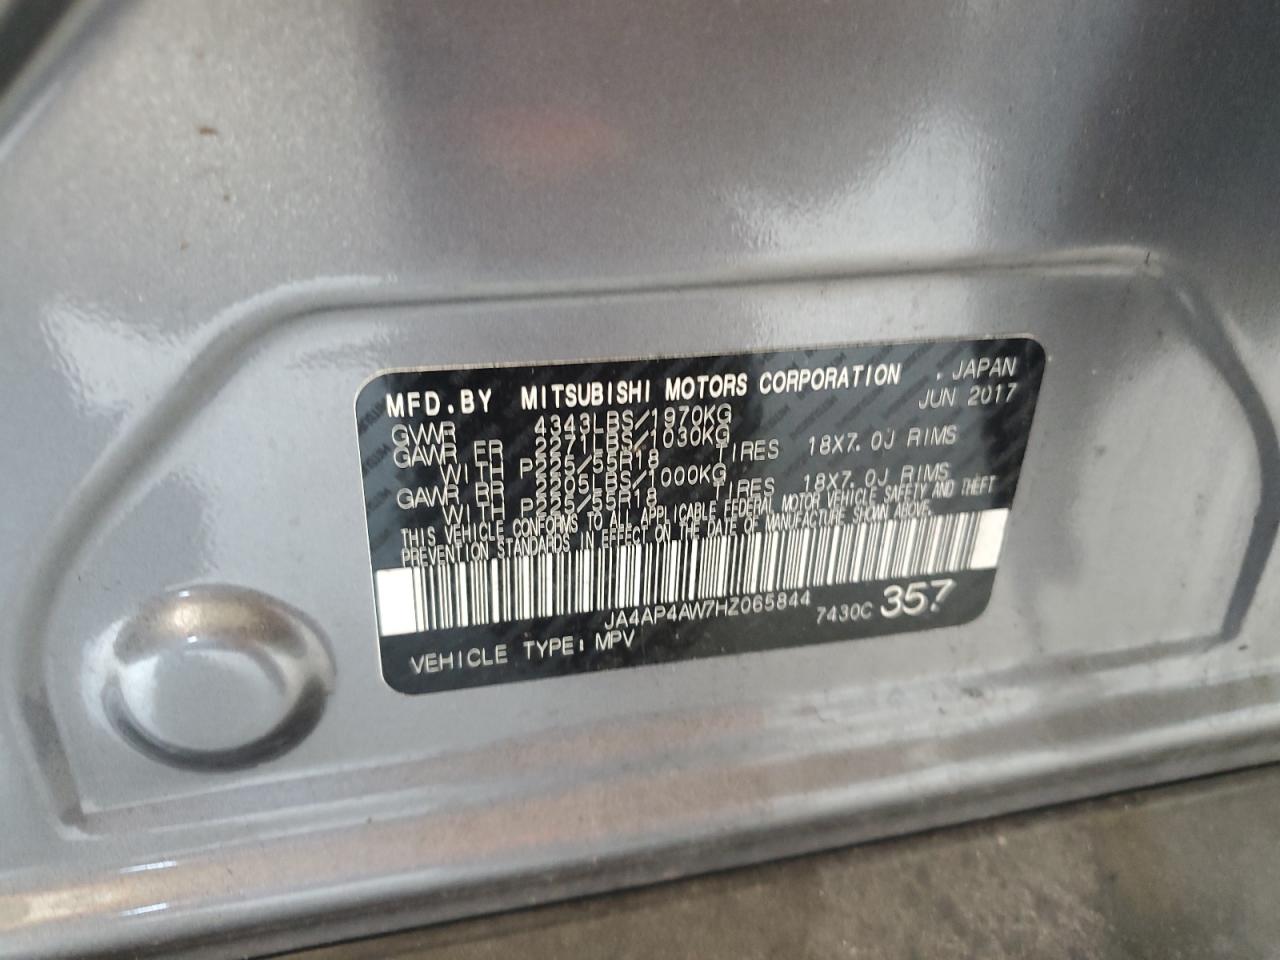 MFD.BY MITSUBISHI MOTORS CORPORATION . JAPAN
GVWR 4343LBS/1970KG JUN 2017
GAWR FR 2271LBS/1030KG
WITH P225/55R18 TIRES 18X7.0J RIMS
GAWR RR 2205LBS/1000KG
WITH P225/55R18 TIRES 18X7.0J RIMS
THIS VEHICLE CONFORMS TO ALL APPLICABLE FEDERAL MOTOR VEHICLE SAFETY AND THEFT
PREVENTION STANDARDS IN EFFECT ON THE DATE OF MANUFACTURE SHOWN ABOVE.
JA4AP4AW7HZ065844
VEHICLE TYPE: MPV 7430C 357